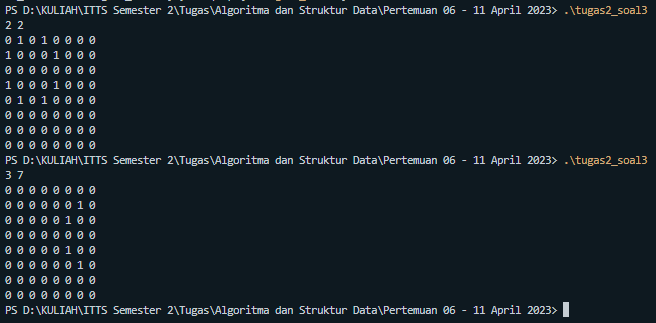 PS D:\KULIAH\ITTS Semester 2\Tugas\Algoritma dan Struktur Data\Pertemuan 06 - 11 April 2023> .\tugas2_soal3
2 2
0 1 0 1 0 0 0 0
1 0 0 0 1 0 0 0
0 0 0 0 0 0 0 0
1 0 0 0 1 0 0 0
0 1 0 1 0 0 0 0
0 0 0 0 0 0 0 0
0 0 0 0 0 0 0 0
0 0 0 0 0 0 0 0
PS D:\KULIAH\ITTS Semester 2\Tugas\Algoritma dan Struktur Data\Pertemuan 06 - 11 April 2023> .\tugas2_soal3
3 7
0 0 0 0 0 0 0 0
0 0 0 0 0 0 1 0
0 0 0 0 0 1 0 0
0 0 0 0 0 0 0 0
0 0 0 0 0 1 0 0
0 0 0 0 0 0 1 0
0 0 0 0 0 0 0 0
0 0 0 0 0 0 0 0
PS D:\KULIAH\ITTS Semester 2\Tugas\Algoritma dan Struktur Data\Pertemuan 06 - 11 April 2023>